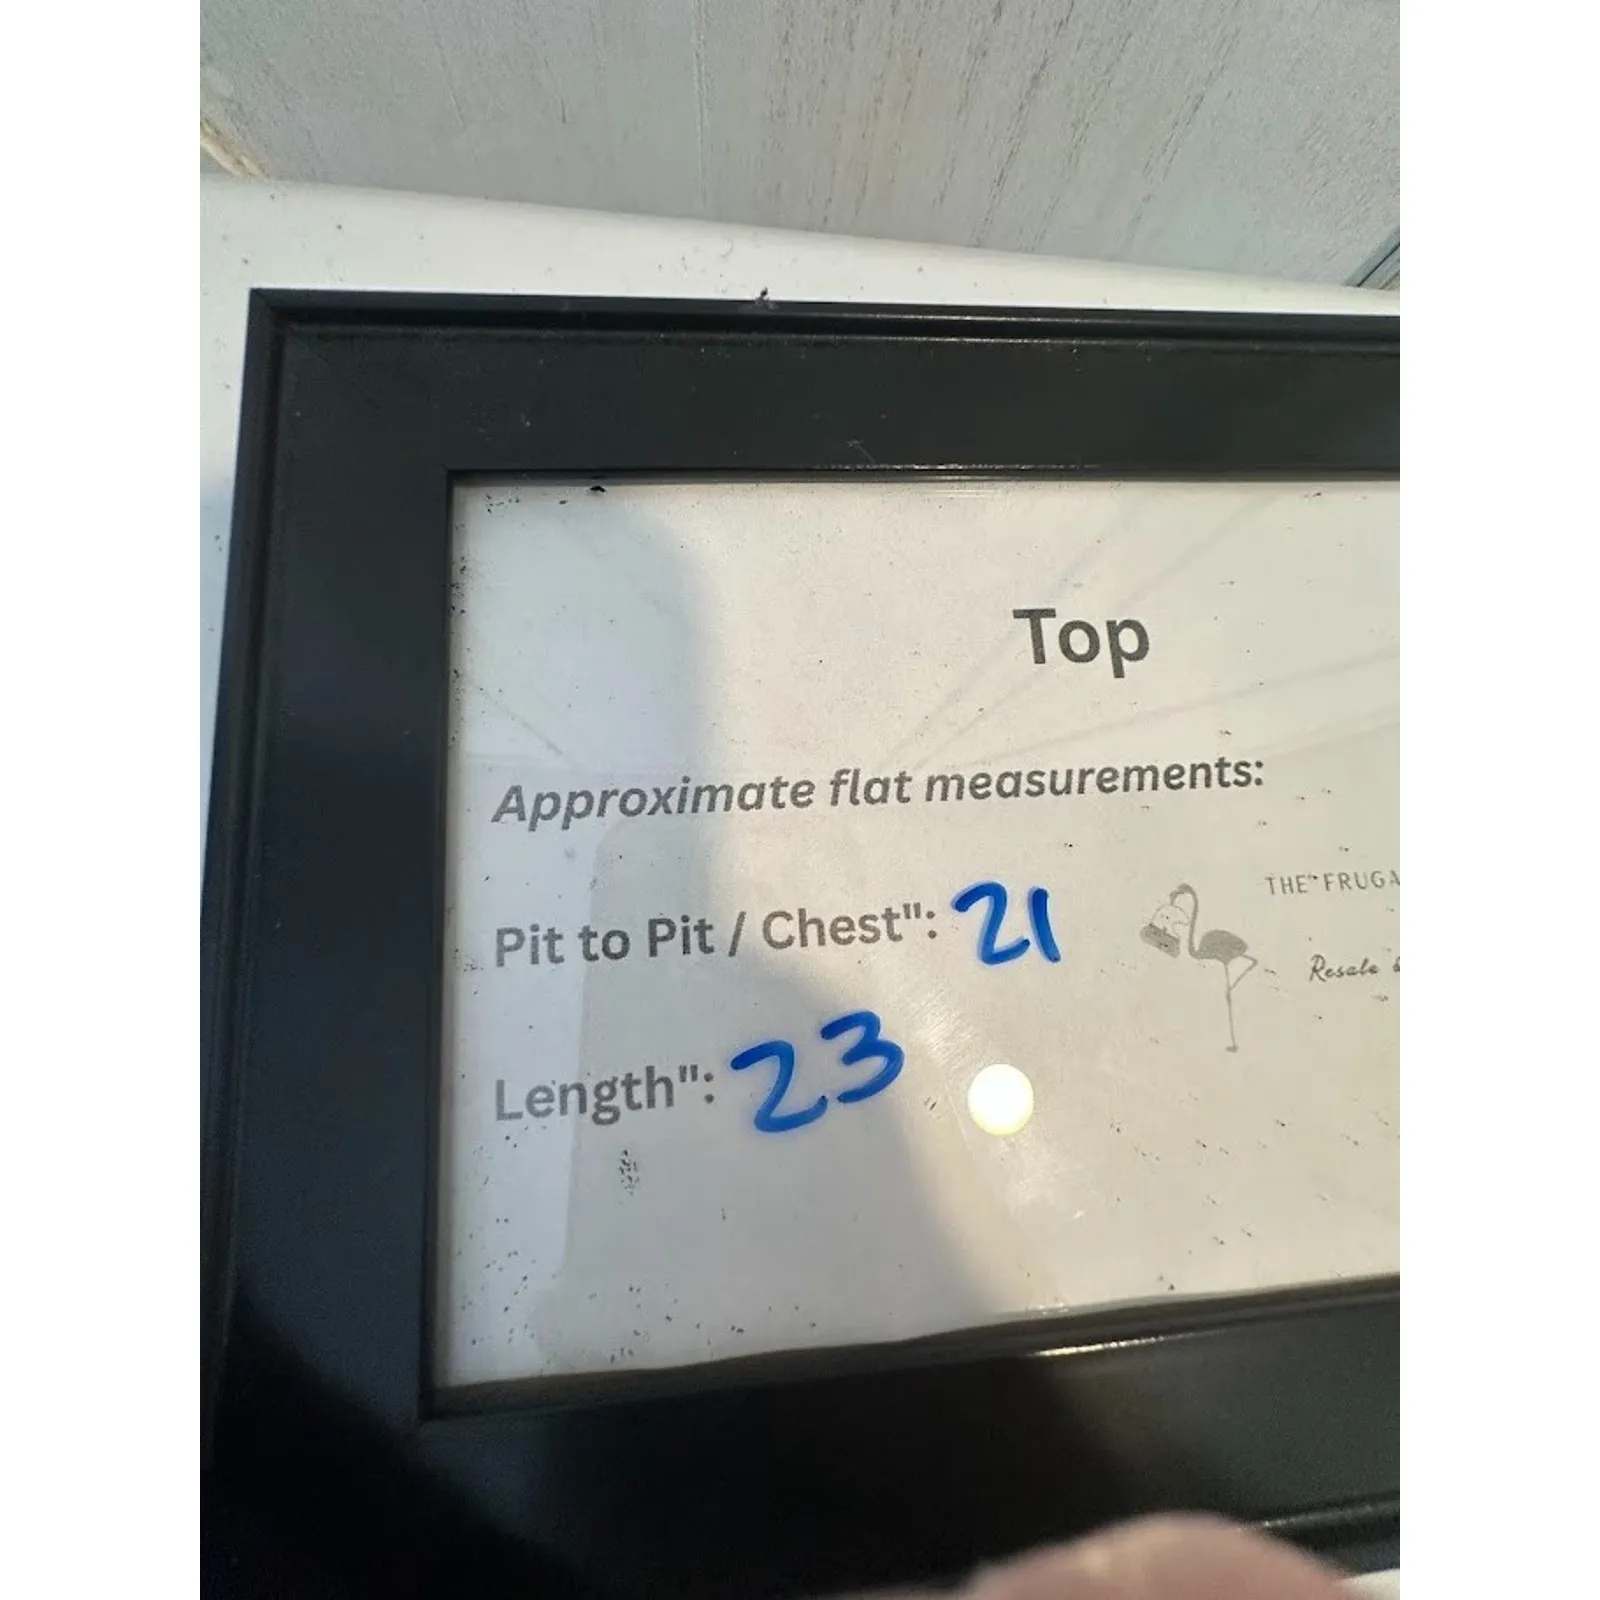 Top
Approximate flat measurements:
Pit to Pit / Chest": 21
THE FRUGA
Resale &
Length": 23